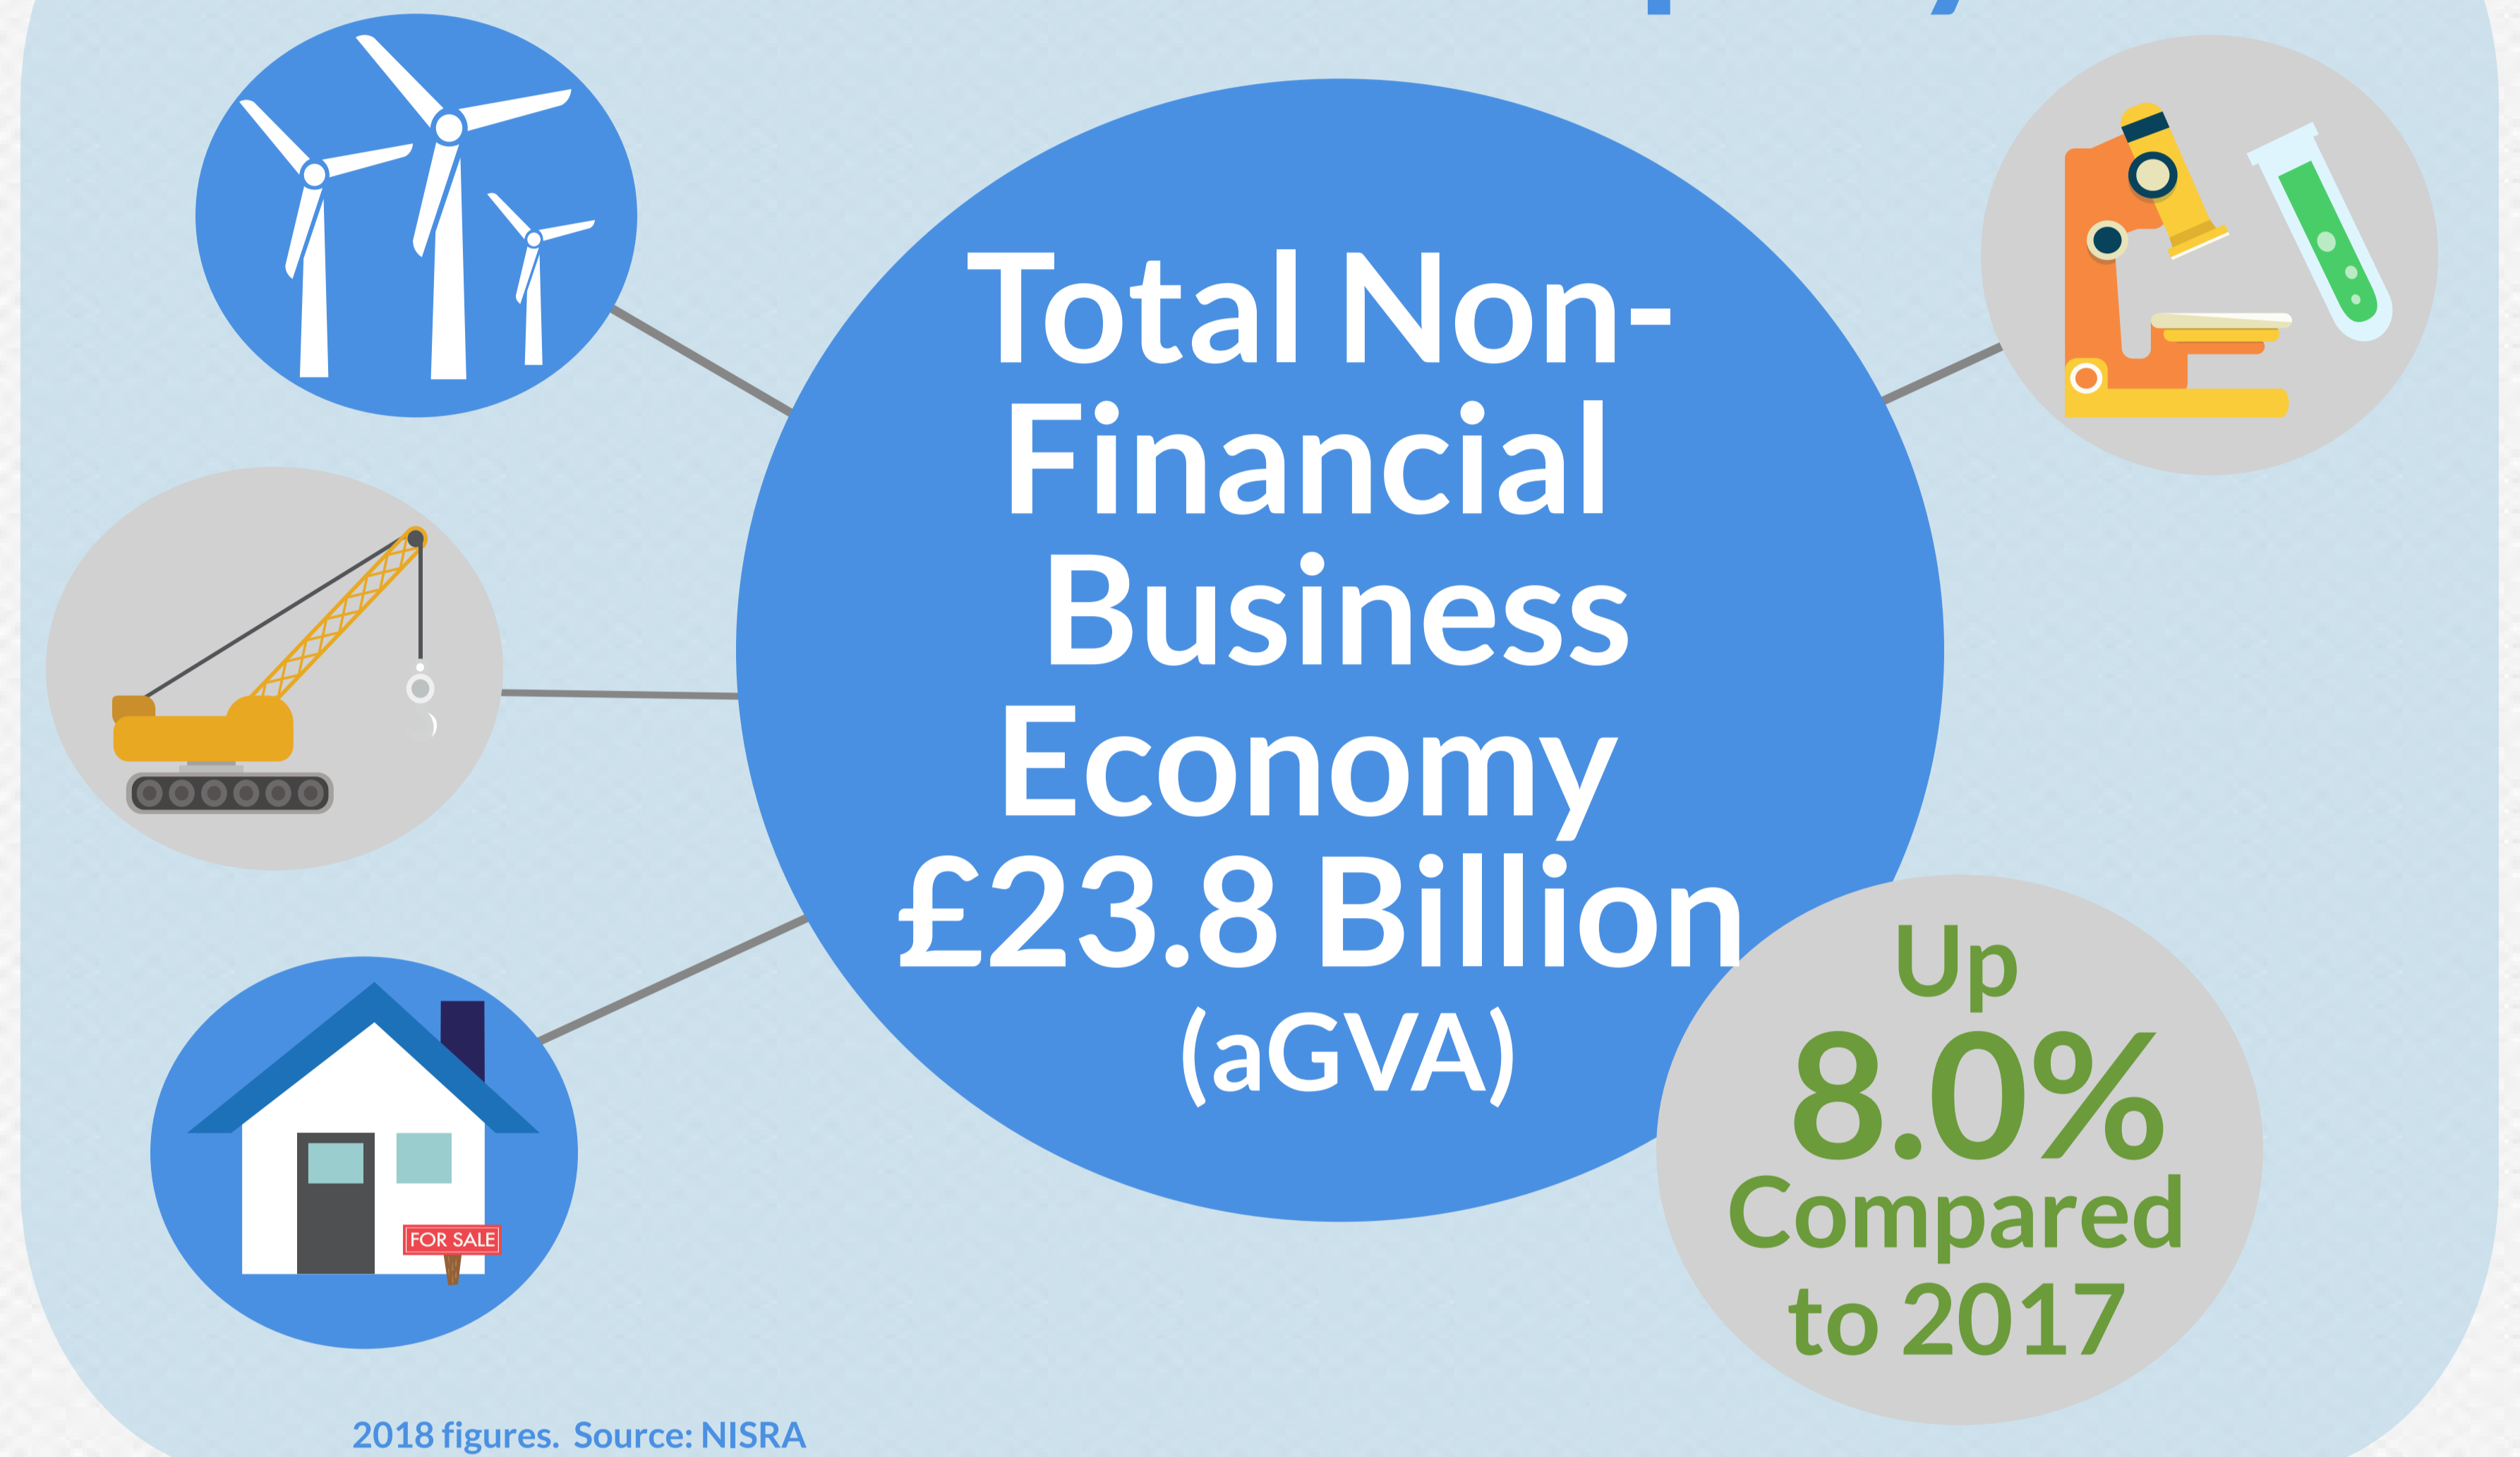 Total Non-
Financial
Business
Economy
£23.8 Billion
(aGVA)
Up
8.0%
Compared
to 2017
FOR SALE
2018 figures.  Source: NISRA